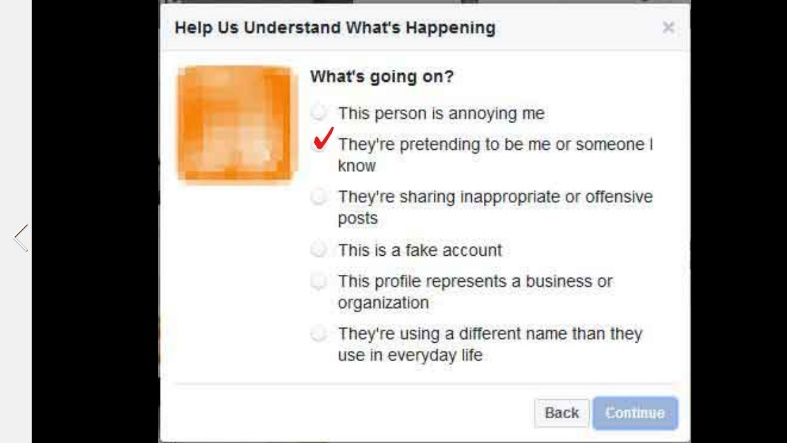 Help Us Understand What's Happening
What's going on?
This person is annoying me
They're pretending to be me or someone I
know
They're sharing inappropriate or offensive
posts
This is a fake account
This profile represents a business or
organization
They're using a different name than they
use in everyday life
Back Continue